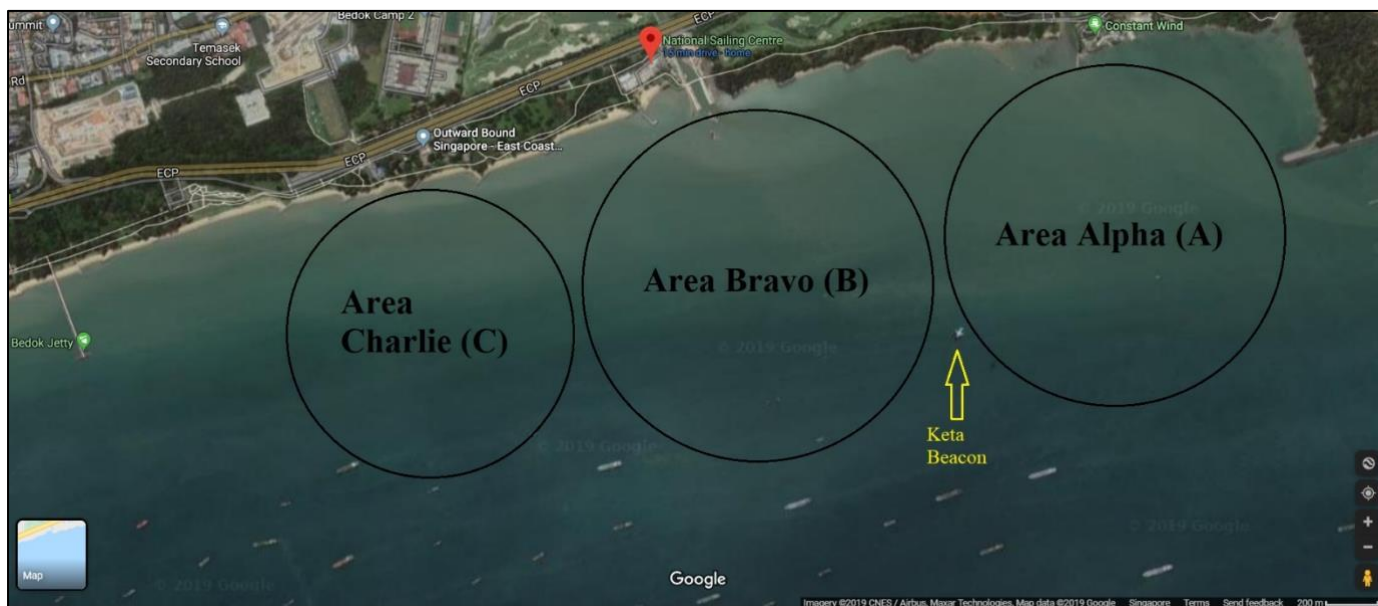 ummit
Bedok Camp 2
Temasek
Secondary School
Rd
ECP
ECP
ECP
ECP
National Sailing Centre
15 min drive - home
Constant Wind
Outward Bound
Singapore - East Coast...
© 2019 Google
Area Alpha (A)
Area Bravo (B)
Area
Charlie (C)
Bedok Jetty
© 2019 Google
Keta
Beacon
© 2019 Google
© 2019 Google
© 2019 Google
Map
Google
Imagery ©2019 CNES / Airbus, Maxar Technologies, Map data ©2019 Google Singapore Terms Send feedback 200 m